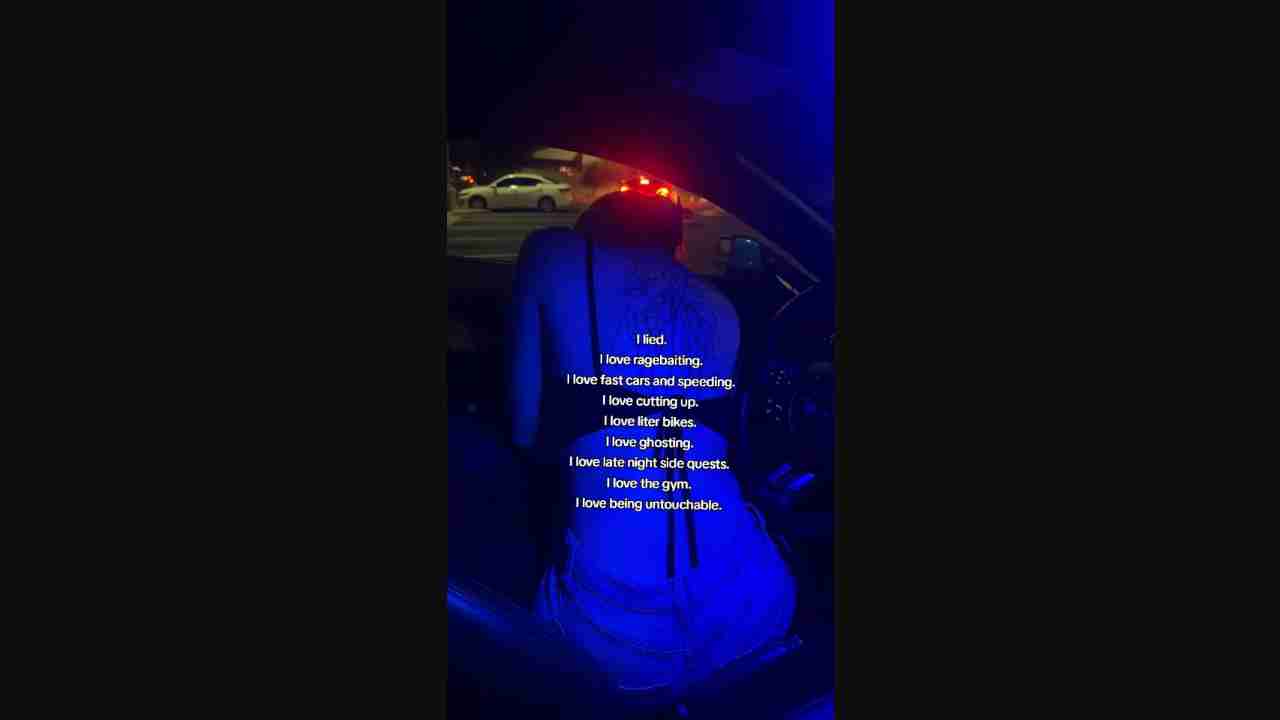 I lied.
I love ragebaiting.
I love fast cars and speeding.
I love cutting up.
I love liter bikes.
I love ghosting.
I love late night side quests.
I love the gym.
I love being untouchable.